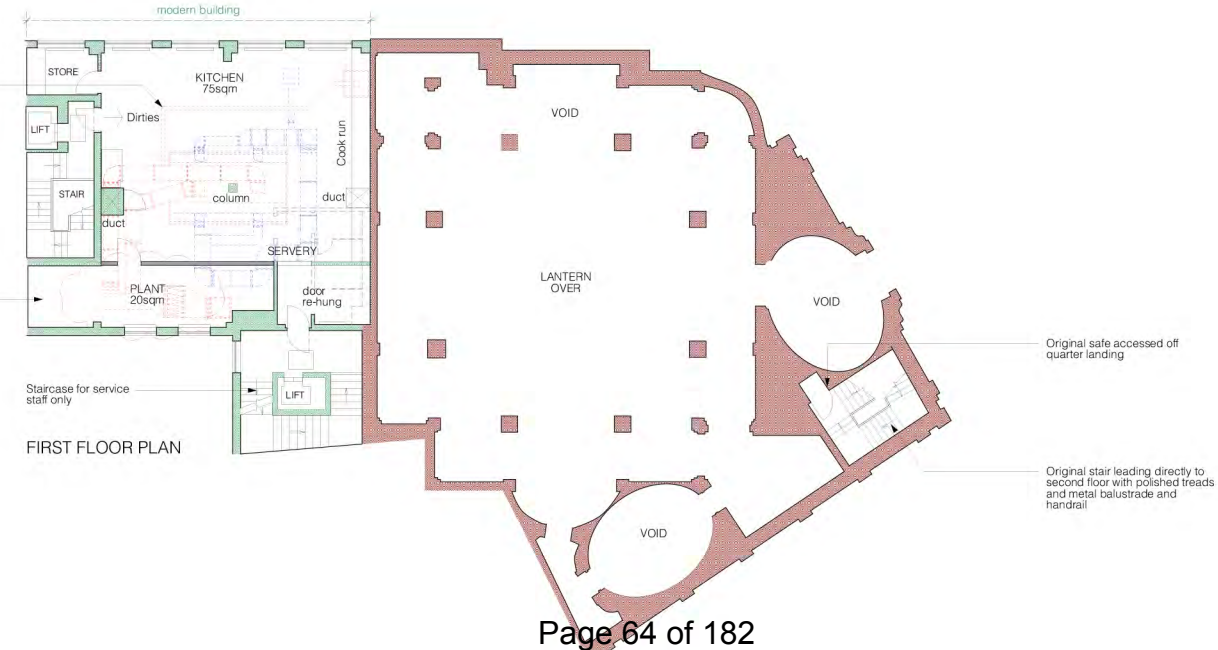 modern building
STORE
KITCHEN
75sqm
VOID
LIFT
Dirties
Cook run
STAIR
column
duct
duct
SERVERY
LANTERN
OVER
PLANT
20sqm
door
re-hung
VOID
Original safe accessed off
quarter landing
Staircase for service
staff only
LIFT
FIRST FLOOR PLAN
Original stair leading directly to
second floor with polished treads
and metal balustrade and
handrail
VOID
Page 64 of 182